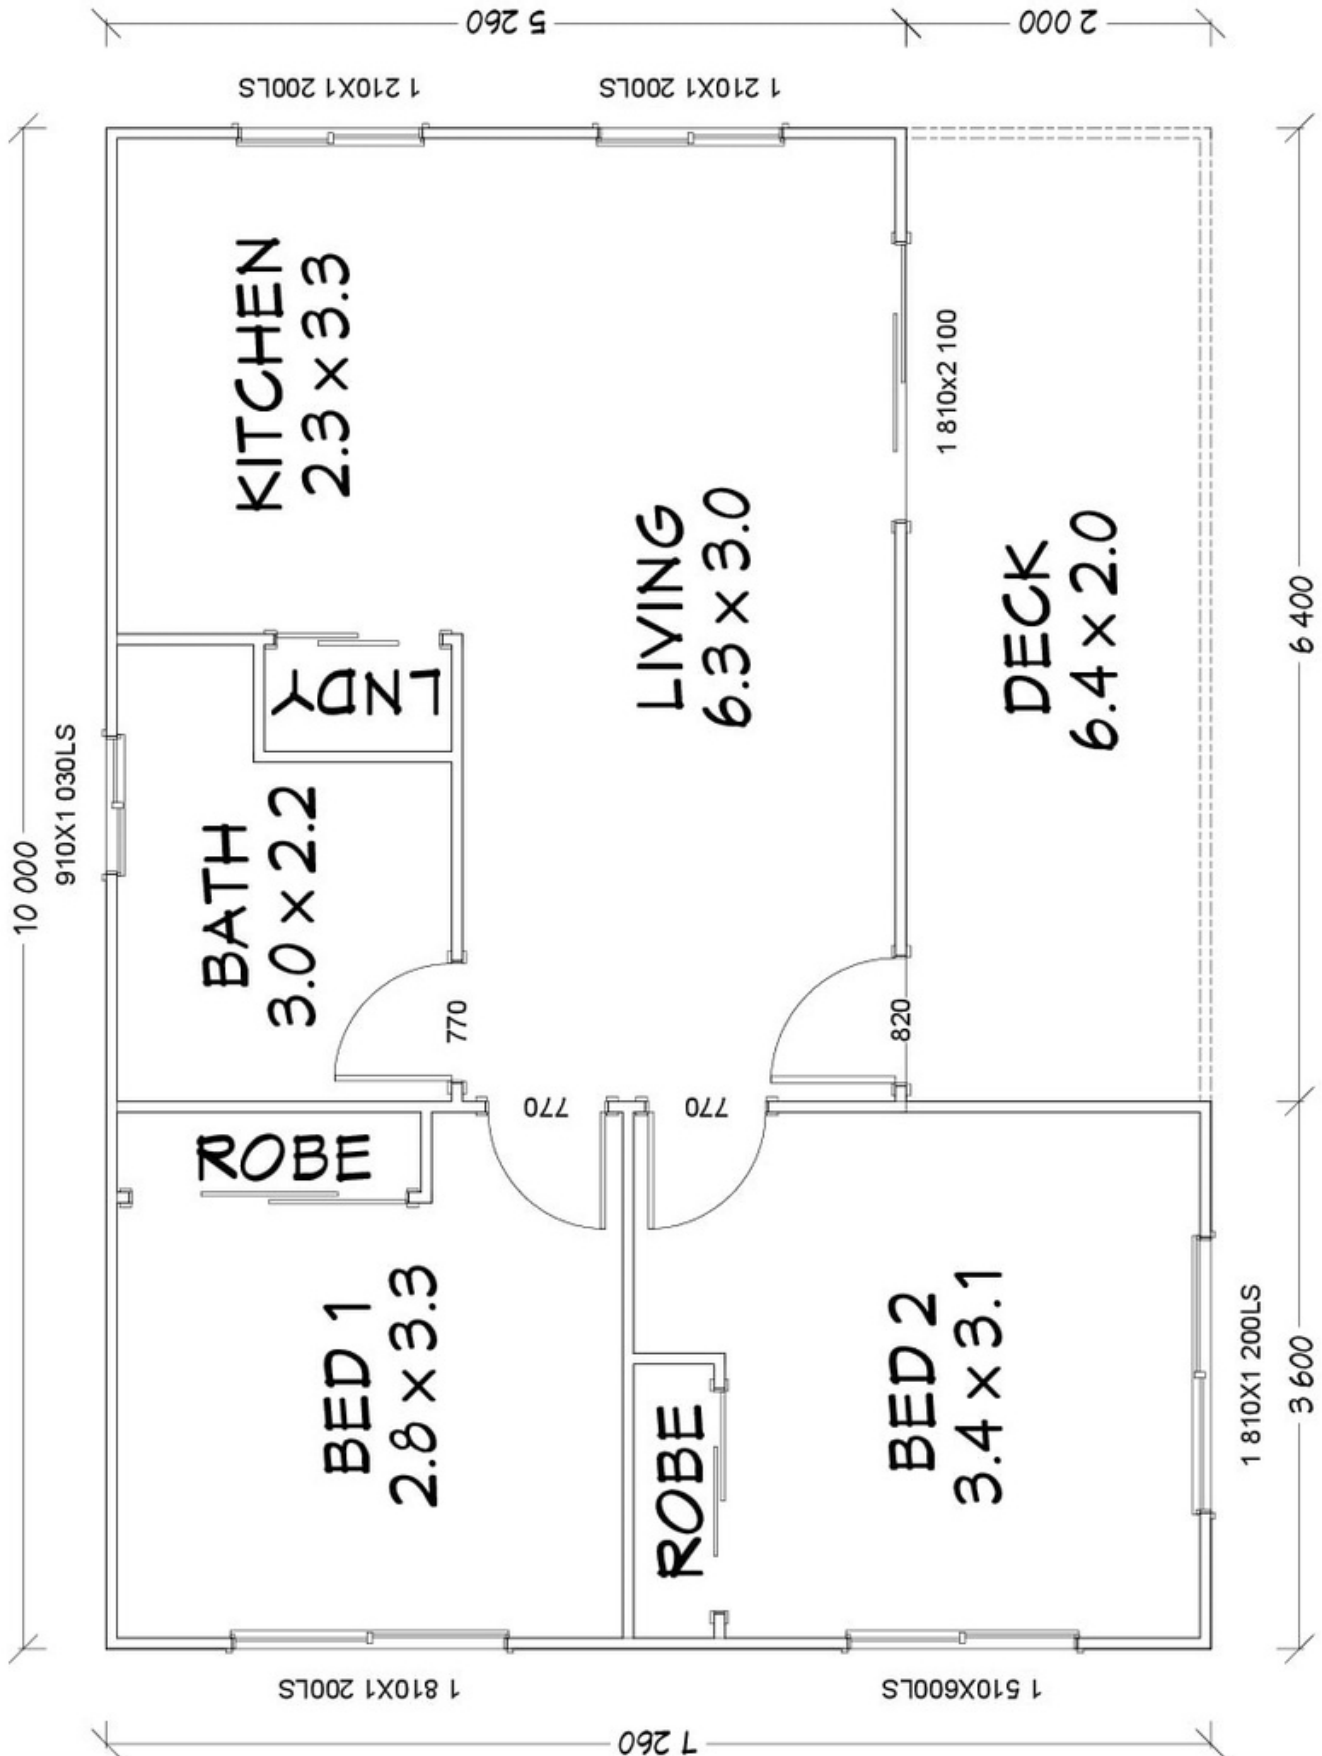 5 260
2 000
1 210X1 200LS
1 210X1 200LS
KITCHEN
2.3 x 3.3
1 810x2 100
LIVING
6.3 x 3.0
DECK
6.4 x 2.0
6 400
LNDY
10 000
910X1 030LS
BATH
3.0 x 2.2
770
820
770
770
ROBE
BED 1
2.8 x 3.3
ROBE
BED 2
3.4 x 3.1
1 810X1 200LS
3 600
1 810X1 200LS
1 510X600LS
7 260